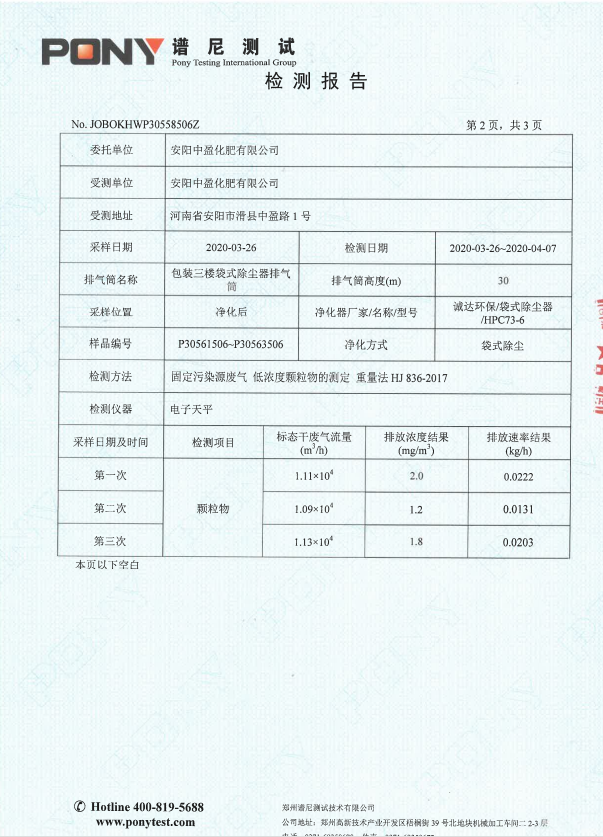 PONY 谱尼测试
Pony Testing International Group
检测报告
No. JOBOKHWP30558506Z 第 2 页，共 3 页
委托单位 安阳中盈化肥有限公司
受测单位 安阳中盈化肥有限公司
受测地址 河南省安阳市滑县中盈路 1 号
采样日期 2020-03-26 检测日期 2020-03-26~2020-04-07
排气筒名称 包装三楼袋式除尘器排气
筒 排气筒高度(m) 30
采样位置 净化后 净化器厂家/名称/型号 诚达环保/袋式除尘器
/HPC73-6
样品编号 P30561506~P30563506 净化方式 袋式除尘
检测方法 固定污染源废气 低浓度颗粒物的测定 重量法 HJ 836-2017
检测仪器 电子天平
采样日期及时间 检测项目 标态干废气流量
(m³/h) 排放浓度结果
(mg/m³) 排放速率结果
(kg/h)
第一次 颗粒物 1.11×10⁴ 2.0 0.0222
第二次 1.09×10⁴ 1.2 0.0131
第三次 1.13×10⁴ 1.8 0.0203
本页以下空白
✆ Hotline 400-819-5688
www.ponytest.com
郑州谱尼测试技术有限公司
公司地址：郑州高新技术产业开发区梧桐街 39 号北地块机械加工车间二 2-3 层